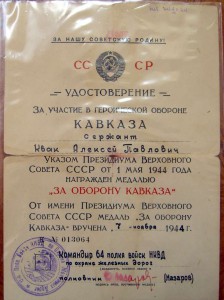 ЗА НАШУ СОВЕТСКУЮ РОДИНУ!
СС СР
УДОСТОВЕРЕНИЕ
ЗА УЧАСТИЕ В ГЕРОИЧЕСКОЙ ОБОРОНЕ
КАВКАЗА
Сержант
Иван Алексей Павлович
УКАЗОМ ПРЕЗИДИУМА ВЕРХОВНОГО
СОВЕТА СССР ОТ 1 МАЯ 1944 ГОДА
НАГРАЖДЕН МЕДАЛЬЮ
„ЗА ОБОРОНУ КАВКАЗА"
ОТ ИМЕНИ ПРЕЗИДИУМА ВЕРХОВНОГО
СОВЕТА СССР МЕДАЛЬ „ЗА ОБОРОНУ
КАВКАЗА" ВРУЧЕНА 7 ноября 1944 г.
№ 013064
Командир 64 полка войск НКВД
по охране железных дорог
полковник (Назаров)